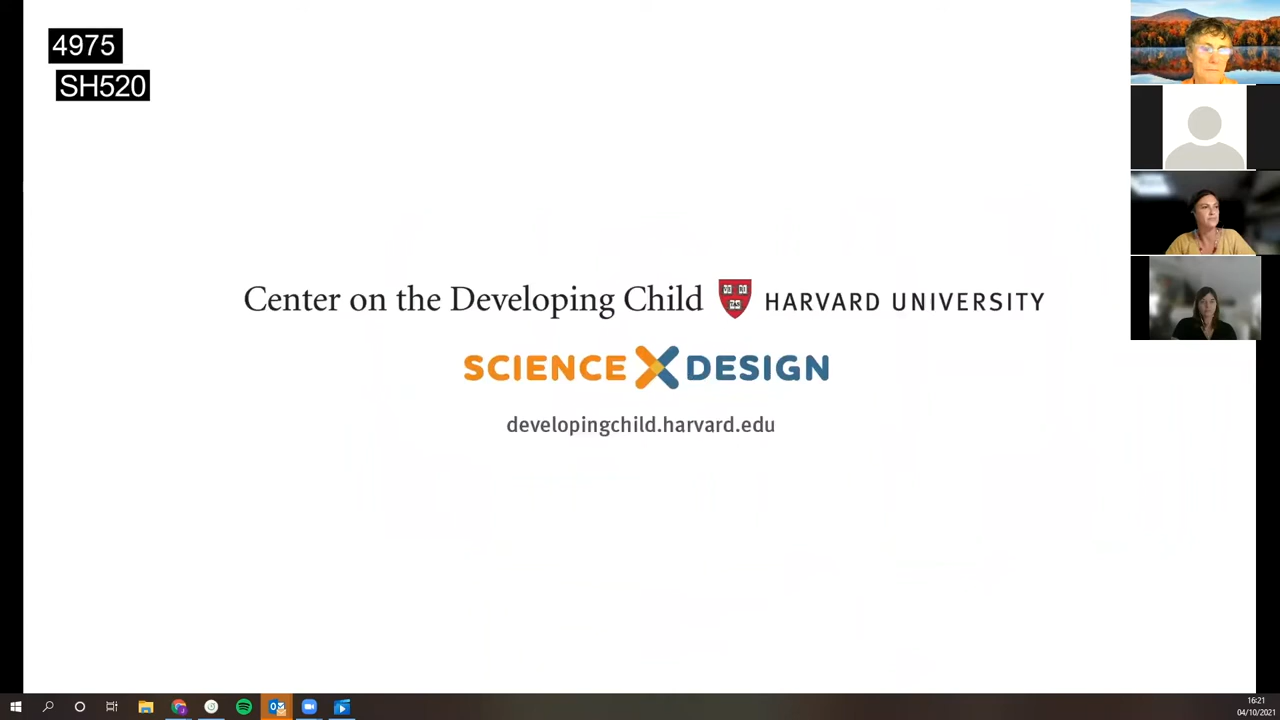 4975
SH520
Center on the Developing Child HARVARD UNIVERSITY
SCIENCE X DESIGN
developingchild.harvard.edu
16:21
04/10/2021